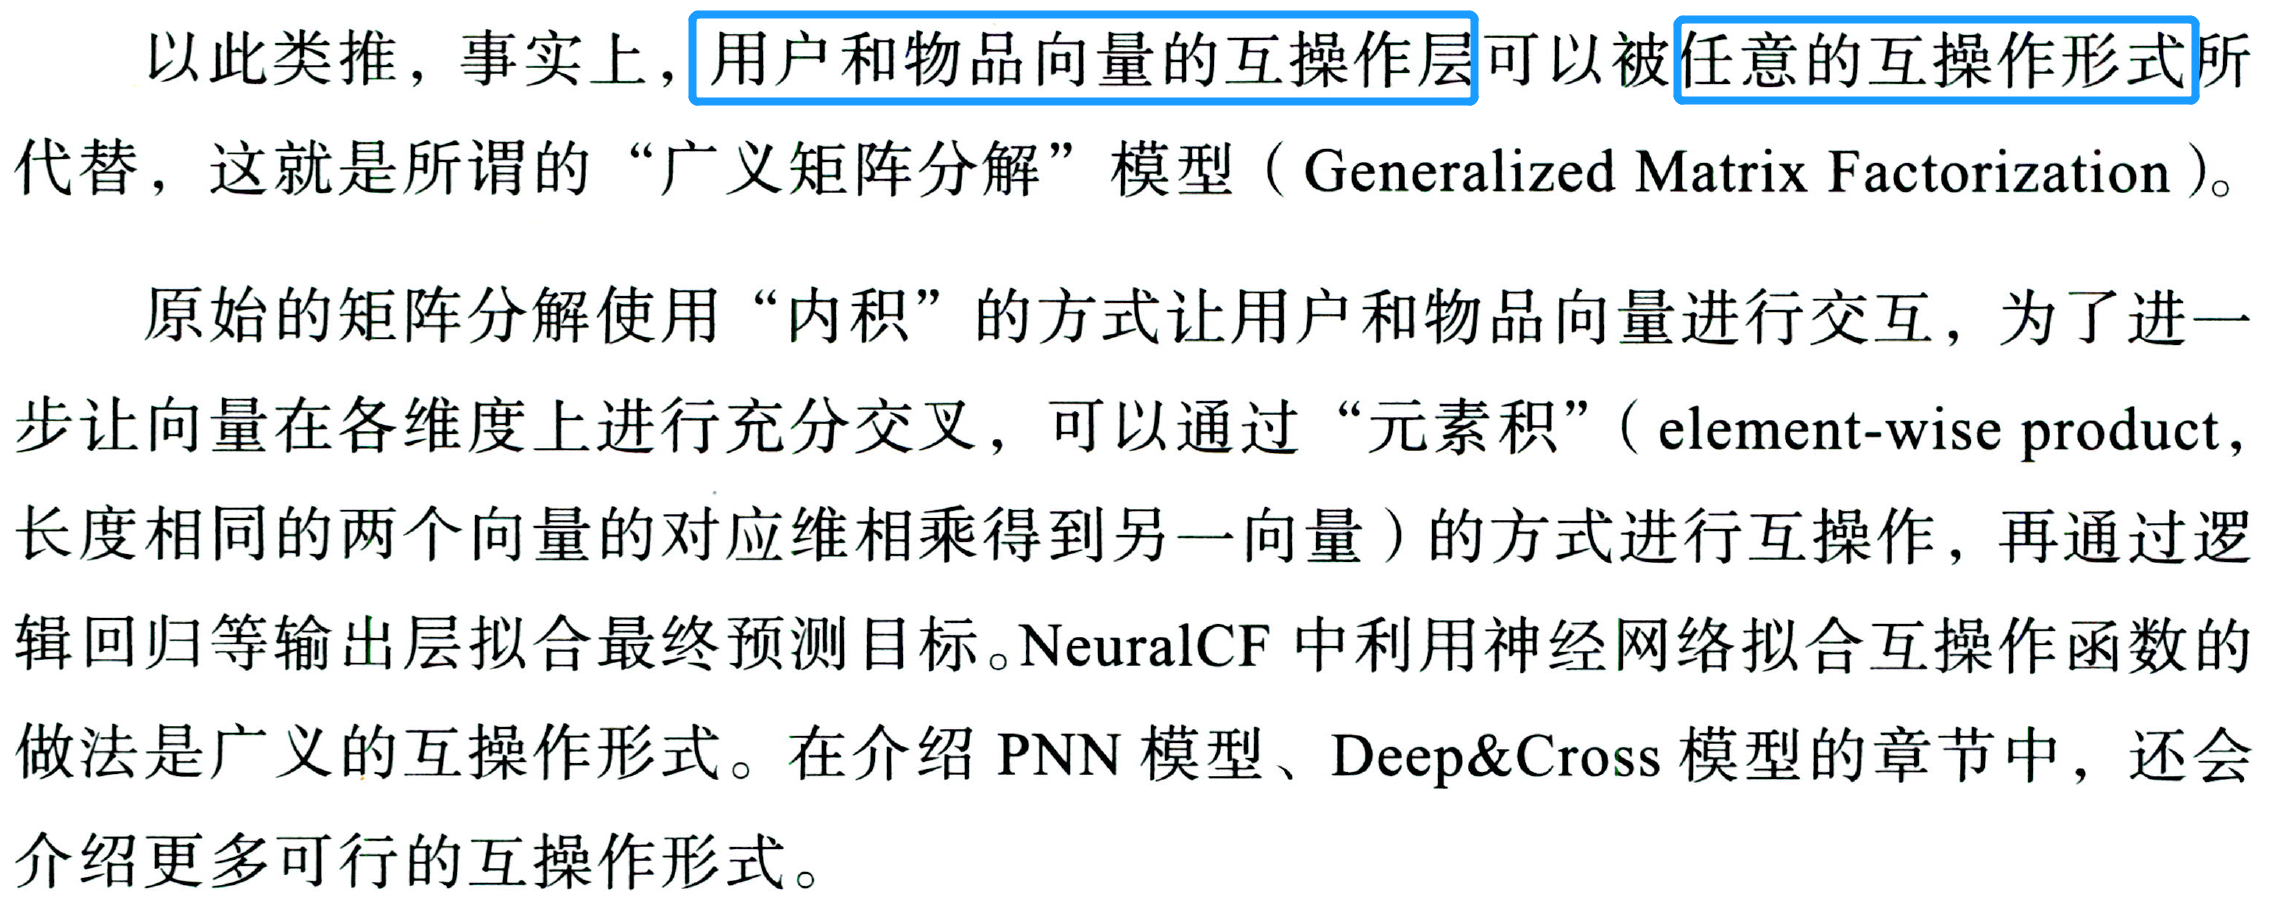 以此类推，事实上，用户和物品向量的互操作层可以被任意的互操作形式所
代替，这就是所谓的“广义矩阵分解”模型（Generalized Matrix Factorization）。
原始的矩阵分解使用“内积”的方式让用户和物品向量进行交互，为了进一
步让向量在各维度上进行充分交叉，可以通过“元素积”（element-wise product，
长度相同的两个向量的对应维相乘得到另一向量）的方式进行互操作，再通过逻
辑回归等输出层拟合最终预测目标。NeuralCF 中利用神经网络拟合互操作函数的
做法是广义的互操作形式。在介绍 PNN 模型、Deep&Cross 模型的章节中，还会
介绍更多可行的互操作形式。